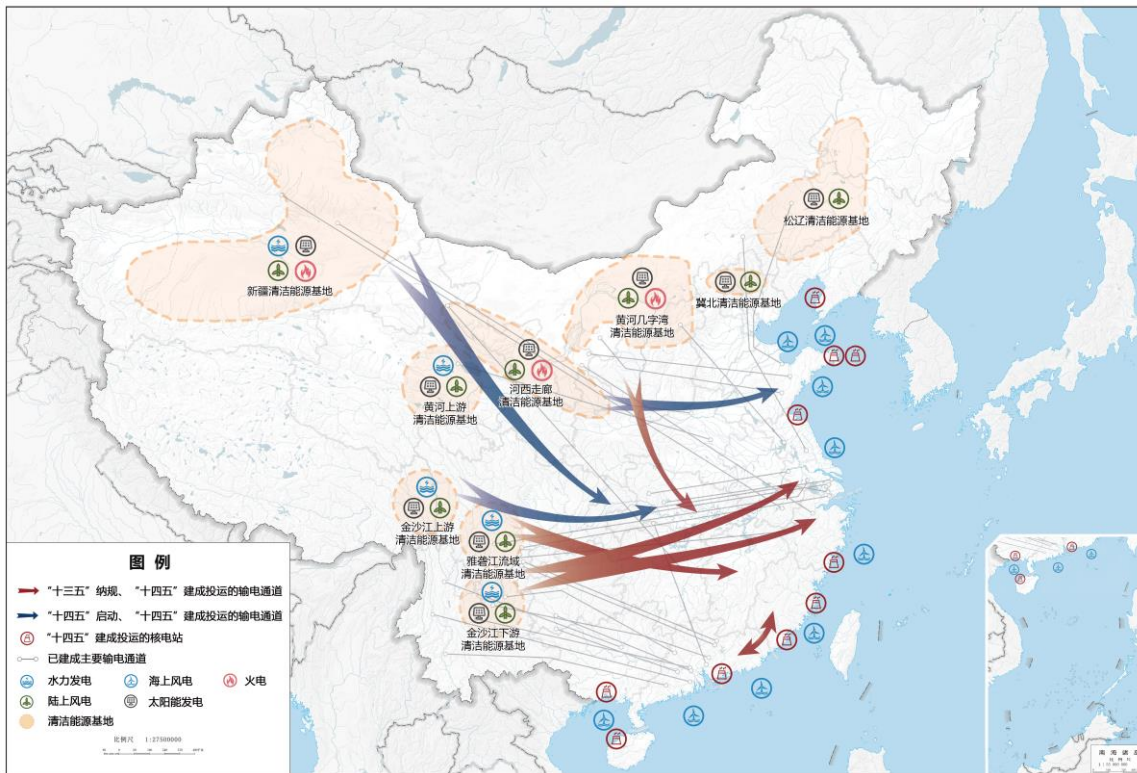 松辽清洁能源基地
新疆清洁能源基地
冀北清洁能源基地
黄河几字湾
清洁能源基地
河西走廊
清洁能源基地
黄河上游
清洁能源基地
金沙江上游
清洁能源基地
雅砻江流域
清洁能源基地
金沙江下游
清洁能源基地
图 例
“十三五”纳规、“十四五”建成投运的输电通道
“十四五”启动、“十四五”建成投运的输电通道
“十四五”建成投运的核电站
已建成主要输电通道
水力发电 海上风电 火电
陆上风电 太阳能发电
清洁能源基地
比例尺 1:27500000
南海诸岛
比例尺